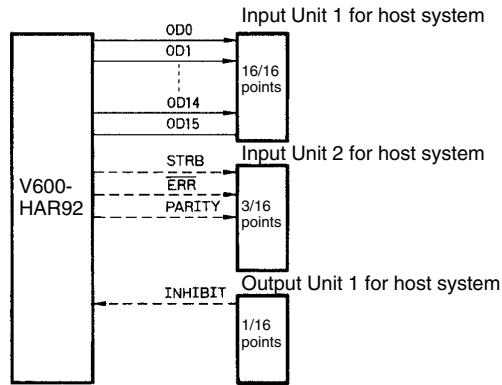 Input Unit 1 for host system
OD0
OD1
16/16
points
OD14
OD15
Input Unit 2 for host system
STRB
ERR
PARITY
3/16
points
V600-
HAR92
Output Unit 1 for host system
INHIBIT
1/16
points